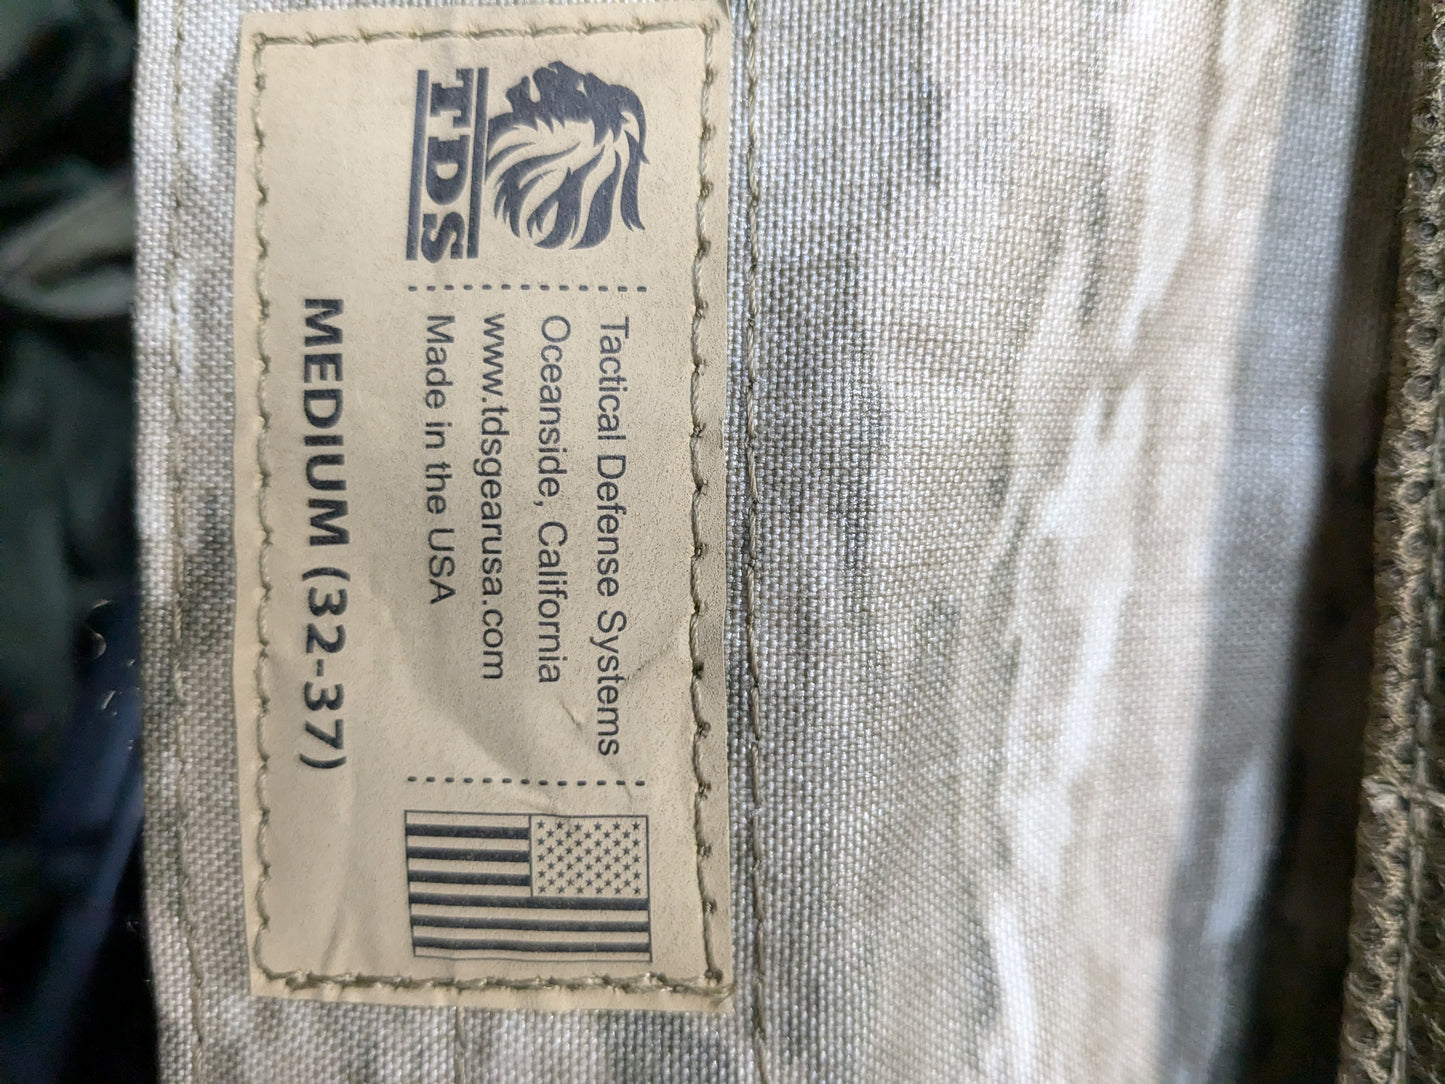 TDS
Tactical Defense Systems
Oceanside, California
www.tdsgearusa.com
Made in the USA
MEDIUM (32-37)